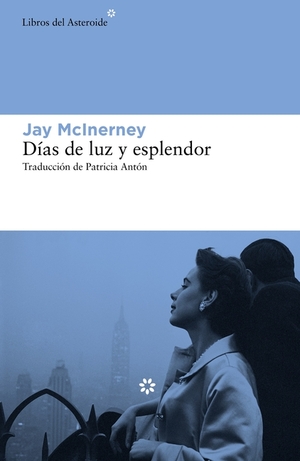 Libros del Asteroide
Jay McInerney
Días de luz y esplendor
Traducción de Patricia Antón